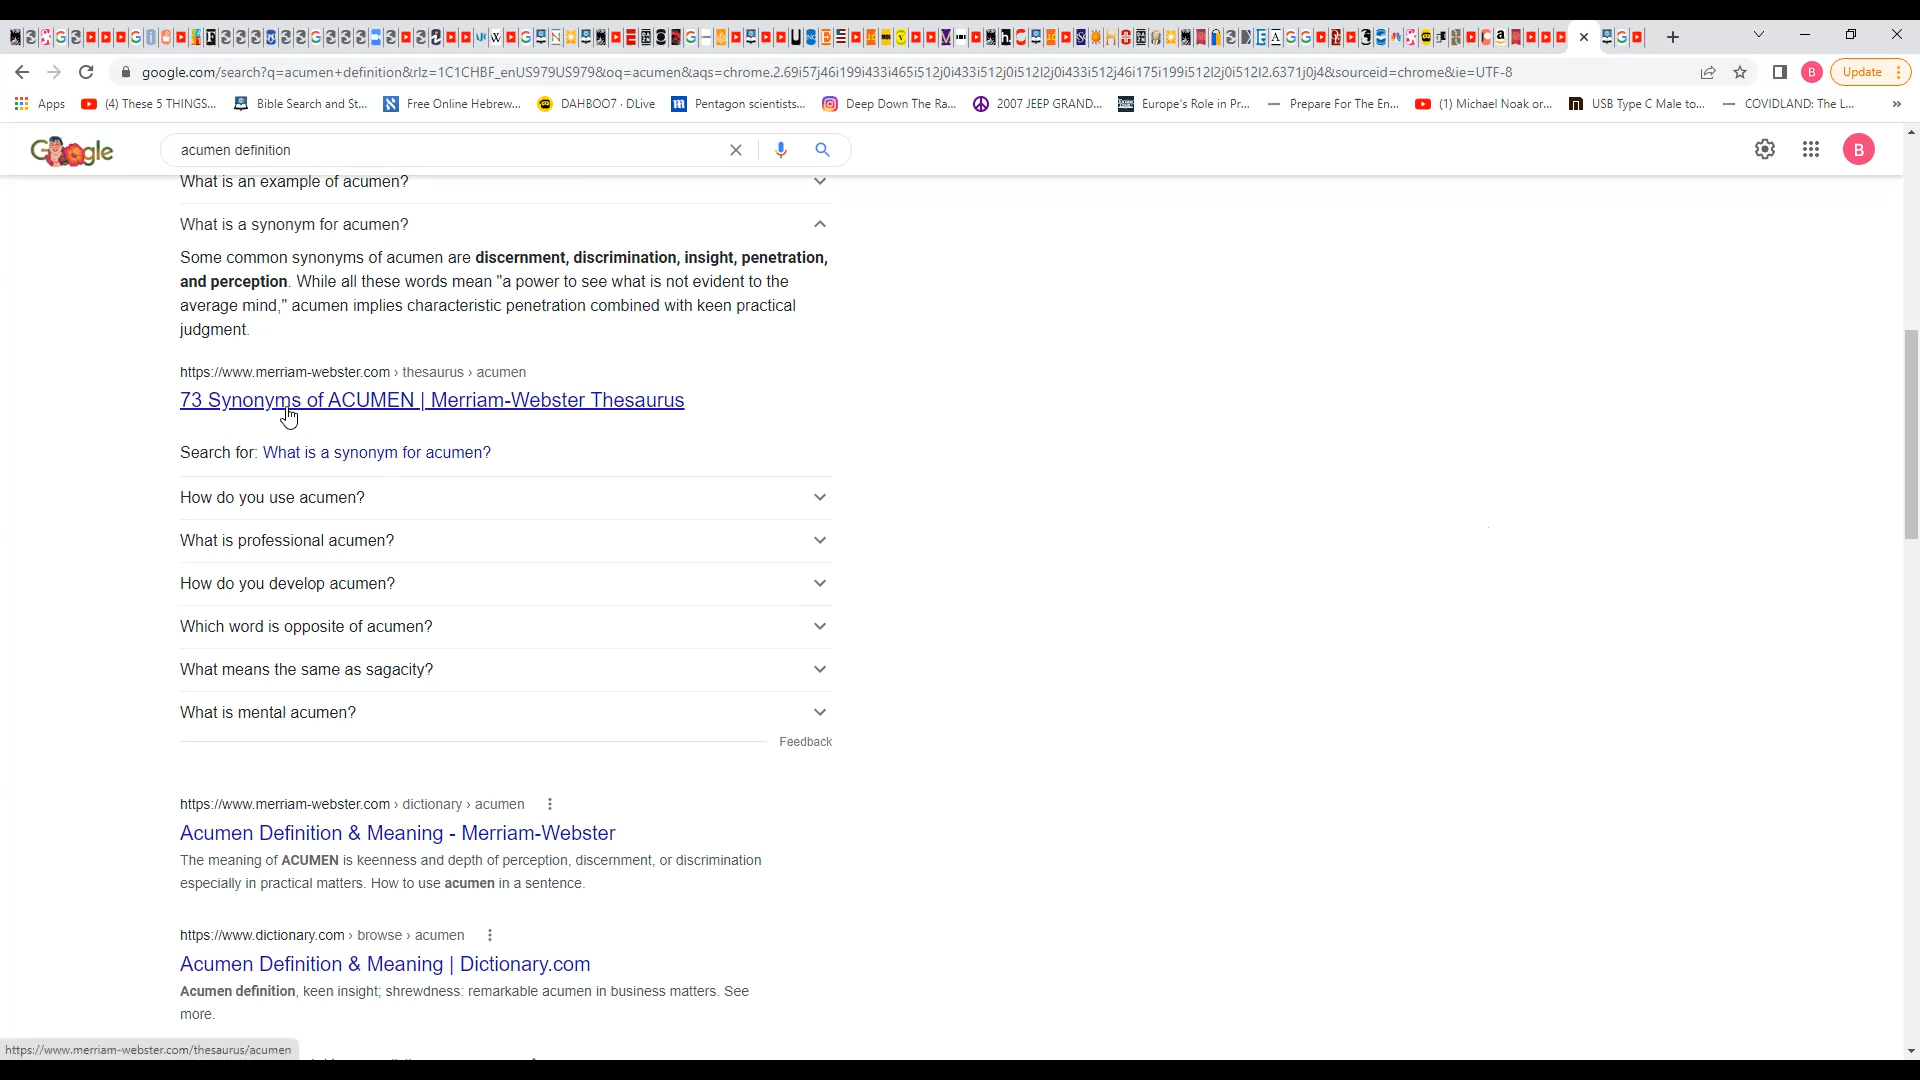 google.com/search?q=acumen+definition&rlz=1C1CHBF_enUS979US979&oq=acumen&aqs=chrome.2.69i57j46i199i433i465i512j0i433i512j0i512l2j0i433i512j46i175i199i512l2j0i512l2.6371j0j4&sourceid=chrome&ie=UTF-8
B
Update
Apps
(4) These 5 THINGS...
Bible Search and St...
Free Online Hebrew...
DAHBOO7 · DLive
Pentagon scientists...
Deep Down The Ra...
2007 JEEP GRAND...
Europe's Role in Pr...
Prepare For The En...
(1) Michael Noak or...
USB Type C Male to...
COVIDLAND: The L...
»
Google
acumen definition
B
What is an example of acumen?
What is a synonym for acumen?
Some common synonyms of acumen are discernment, discrimination, insight, penetration,
and perception. While all these words mean "a power to see what is not evident to the
average mind," acumen implies characteristic penetration combined with keen practical
judgment.
https://www.merriam-webster.com › thesaurus › acumen
73 Synonyms of ACUMEN | Merriam-Webster Thesaurus
Search for: What is a synonym for acumen?
How do you use acumen?
What is professional acumen?
How do you develop acumen?
Which word is opposite of acumen?
What means the same as sagacity?
What is mental acumen?
Feedback
https://www.merriam-webster.com › dictionary › acumen
Acumen Definition & Meaning - Merriam-Webster
The meaning of ACUMEN is keenness and depth of perception, discernment, or discrimination
especially in practical matters. How to use acumen in a sentence.
https://www.dictionary.com › browse › acumen
Acumen Definition & Meaning | Dictionary.com
Acumen definition, keen insight; shrewdness: remarkable acumen in business matters. See
more.
https://www.merriam-webster.com/thesaurus/acumen